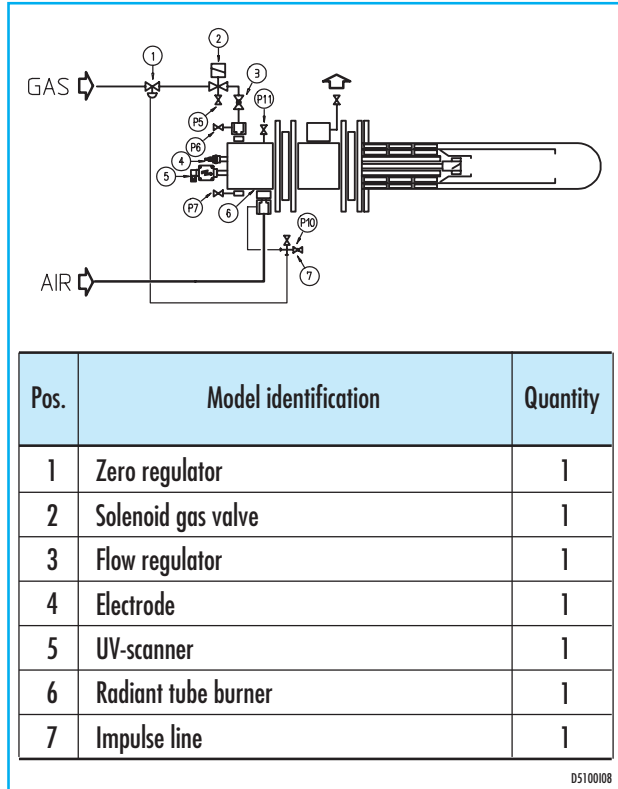 1
2
3
GAS
P5
P11
P6
4
5
P7
6
P10
AIR
7
Pos. Model identification Quantity
1 Zero regulator 1
2 Solenoid gas valve 1
3 Flow regulator 1
4 Electrode 1
5 UV-scanner 1
6 Radiant tube burner 1
7 Impulse line 1
D5100I08